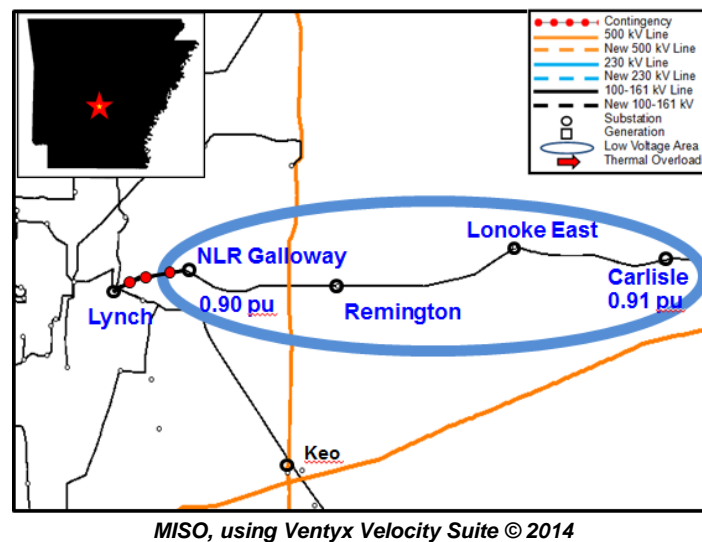 Contingency
500 kV Line
New 500 kV Line
230 kV Line
New 230 kV Line
100-161 kV Line
New 100-161 kV
Substation
Generation
Low Voltage Area
Thermal Overload
Lonoke East
NLR Galloway
Carlisle
0.90 pu
0.91 pu
Lynch
Remington
Keo
MISO, using Ventyx Velocity Suite © 2014